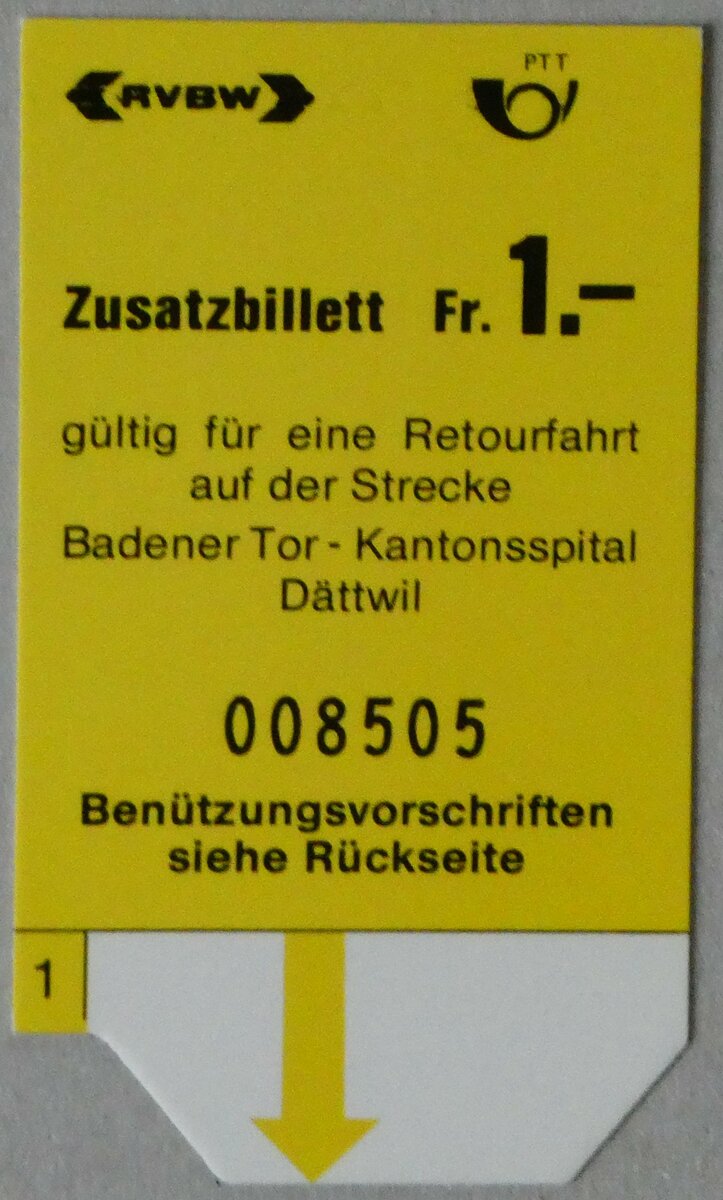 RVBW
PTT
Zusatzbillett Fr. 1.–
gültig für eine Retourfahrt
auf der Strecke
Badener Tor - Kantonsspital
Dättwil
008505
Benützungsvorschriften
siehe Rückseite
1